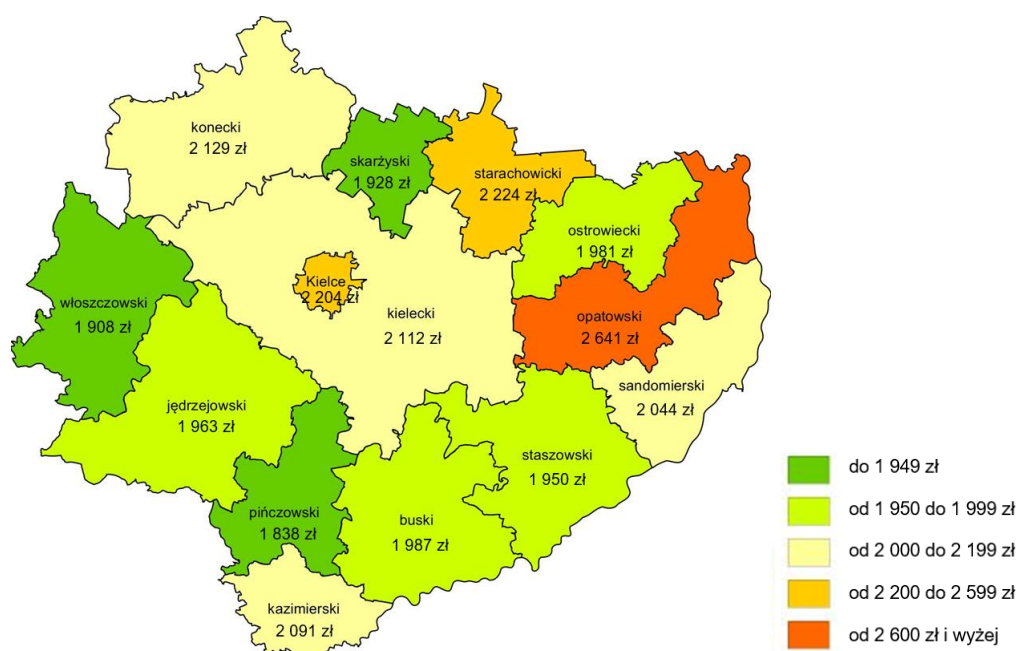 konecki
2 129 zł
skarżyski
1 928 zł
starachowicki
2 224 zł
ostrowiecki
1 981 zł
włoszczowski
1 908 zł
Kielce
2 204 zł
kielecki
2 112 zł
opatowski
2 641 zł
sandomierski
2 044 zł
jędrzejowski
1 963 zł
staszowski
1 950 zł
pińczowski
1 838 zł
buski
1 987 zł
kazimierski
2 091 zł
do 1 949 zł
od 1 950 do 1 999 zł
od 2 000 do 2 199 zł
od 2 200 do 2 599 zł
od 2 600 zł i wyżej